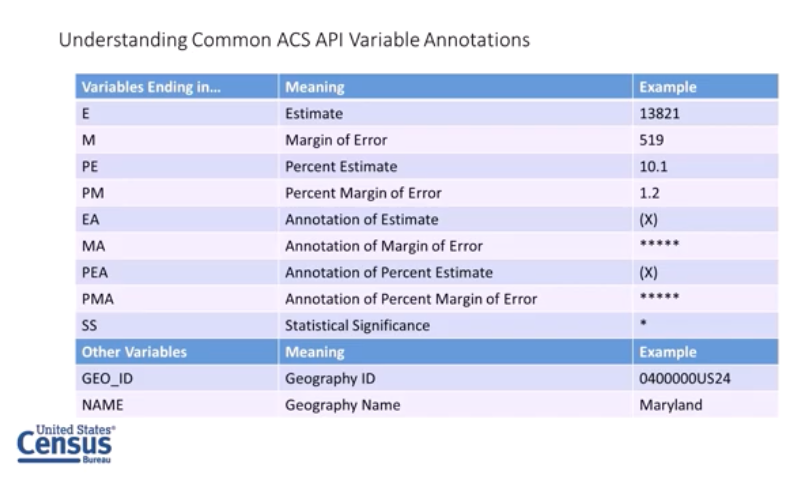 Understanding Common ACS API Variable Annotations
Variables Ending in... Meaning Example
E Estimate 13821
M Margin of Error 519
PE Percent Estimate 10.1
PM Percent Margin of Error 1.2
EA Annotation of Estimate (X)
MA Annotation of Margin of Error *****
PEA Annotation of Percent Estimate (X)
PMA Annotation of Percent Margin of Error *****
SS Statistical Significance *
Other Variables Meaning Example
GEO_ID Geography ID 0400000US24
NAME Geography Name Maryland
United States®
Census
Bureau